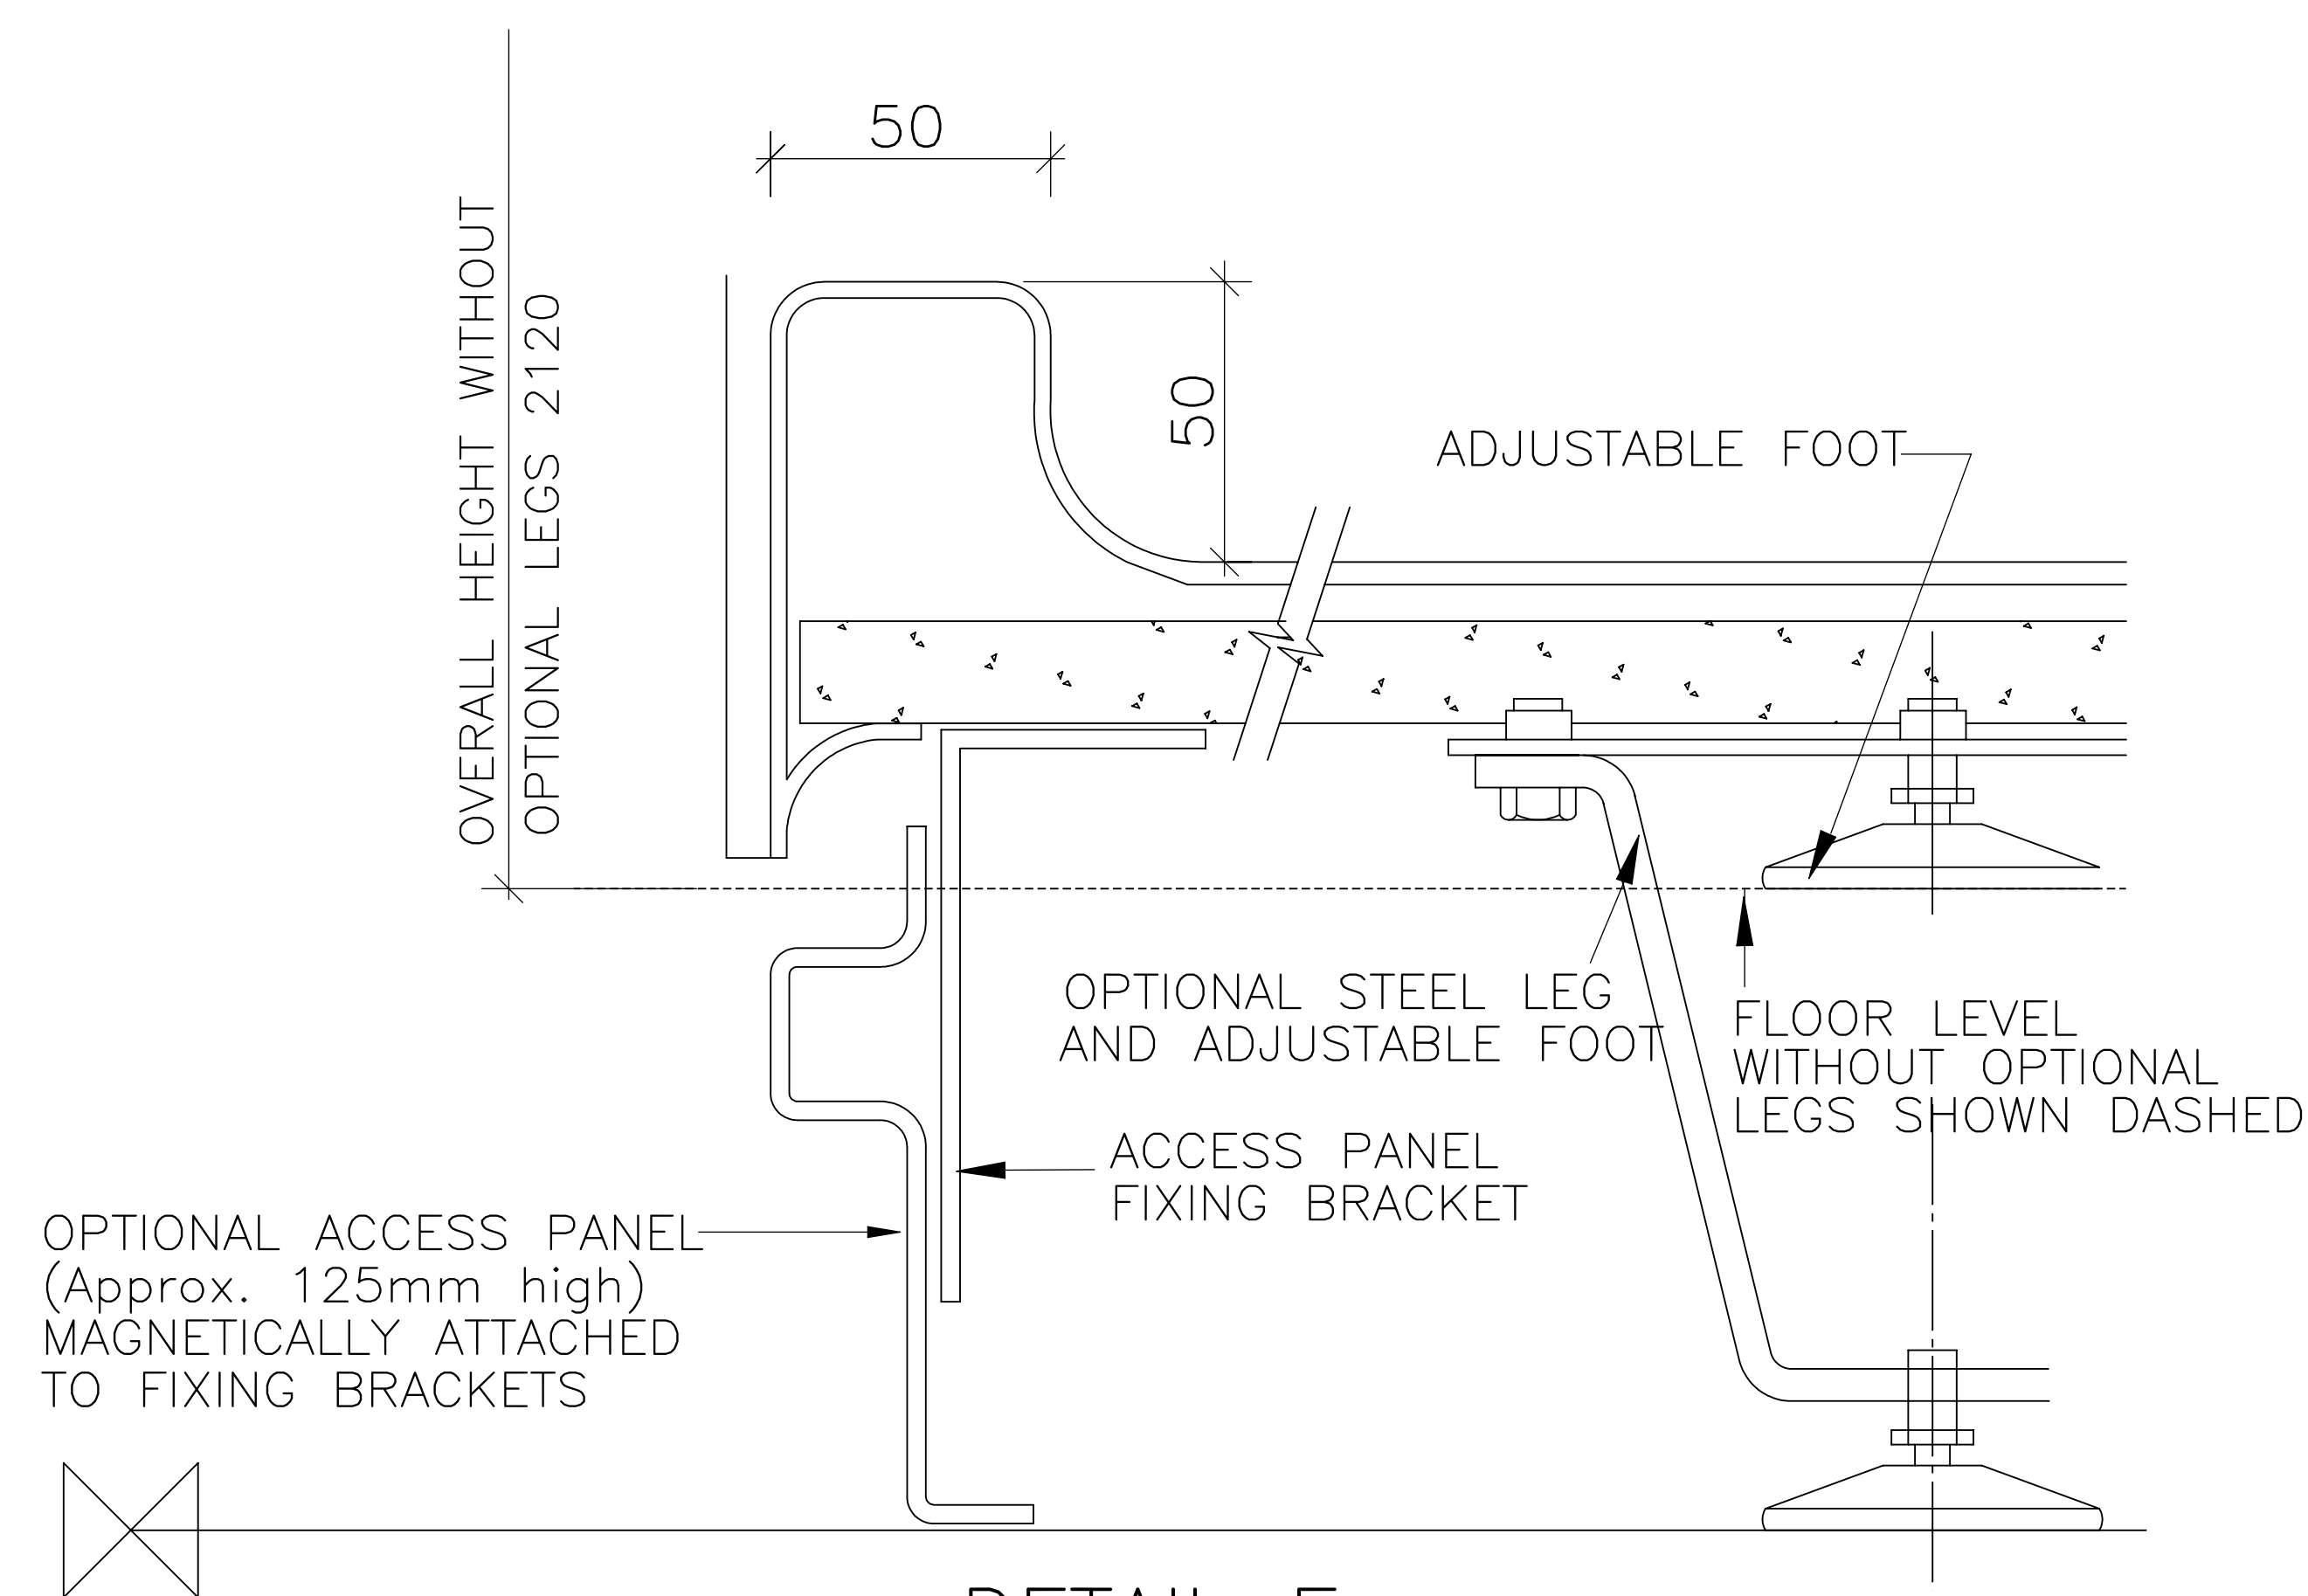 50
OVERALL HEIGHT WITHOUT
OPTIONAL LEGS 2120
50
ADJUSTABLE FOOT
OPTIONAL STEEL LEG
AND ADJUSTABLE FOOT
FLOOR LEVEL
WITHOUT OPTIONAL
LEGS SHOWN DASHED
ACCESS PANEL
FIXING BRACKET
OPTIONAL ACCESS PANEL
(Approx. 125mm high)
MAGNETICALLY ATTACHED
TO FIXING BRACKETS
DETAIL